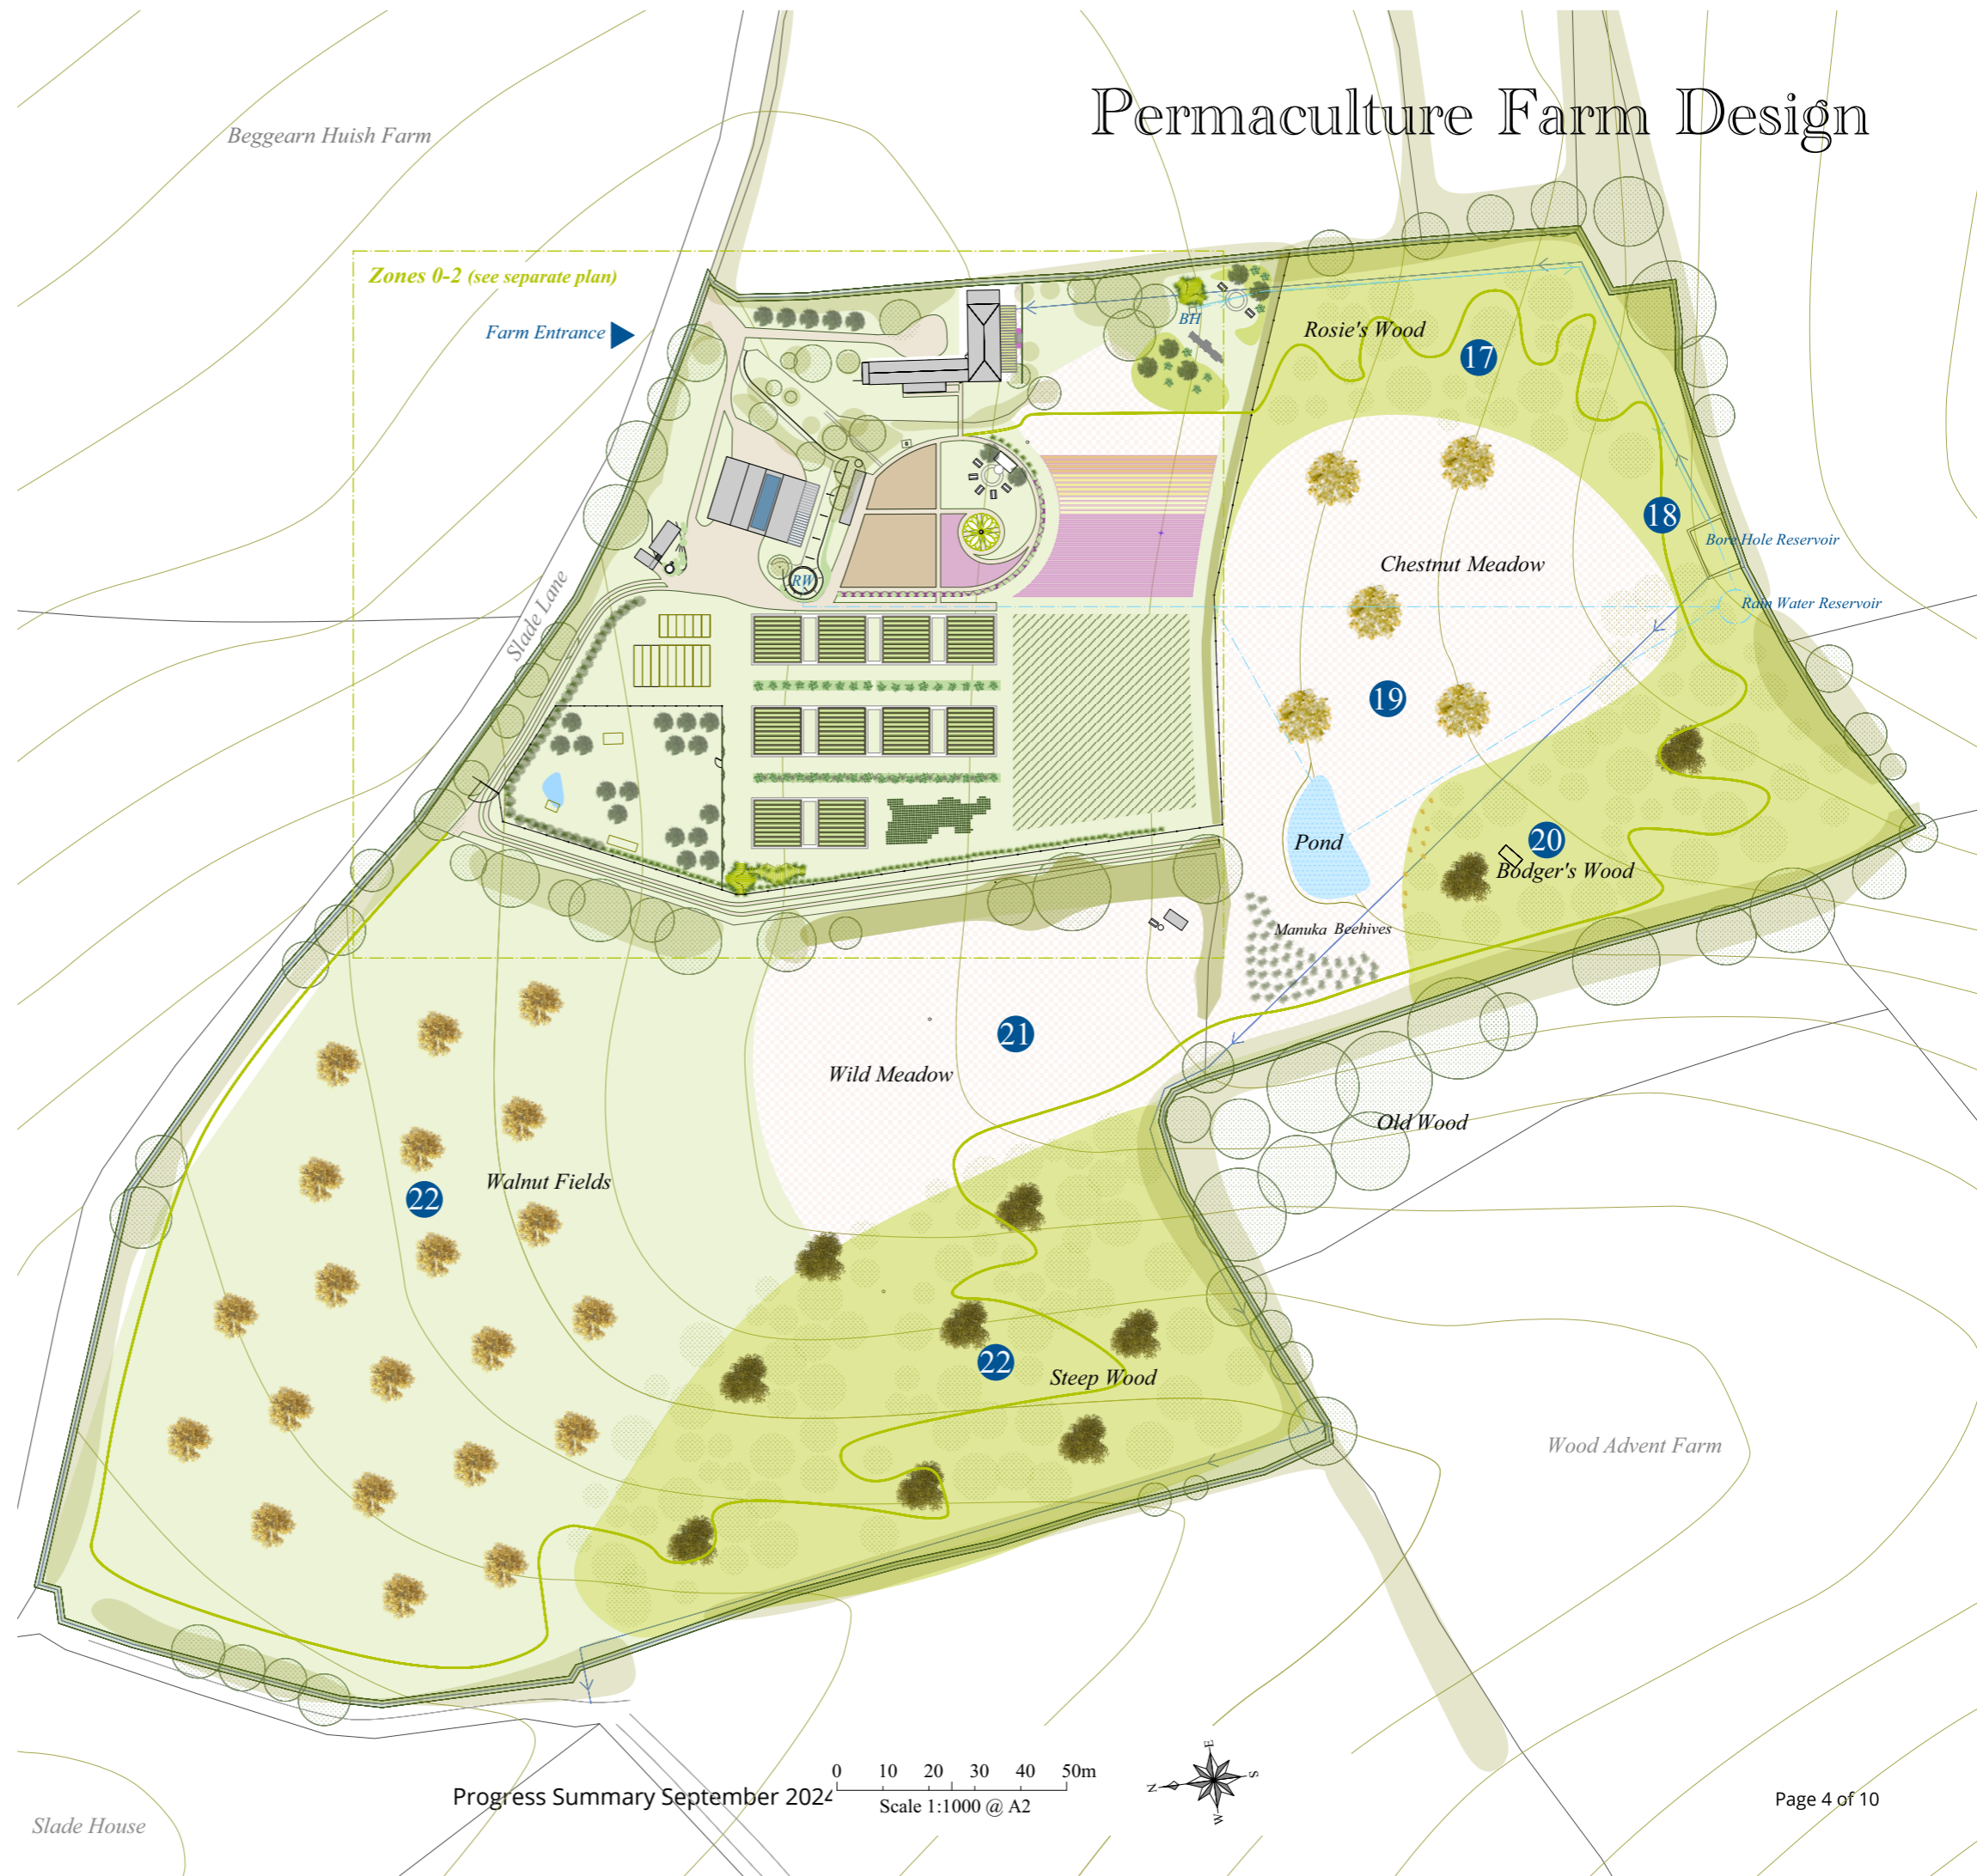 Permaculture Farm Design
Beggearn Huish Farm
Zones 0-2 (see separate plan)
Farm Entrance
BH
Rosie's Wood
17
18
Bore Hole Reservoir
Chestnut Meadow
RW
Rain Water Reservoir
Slade Lane
19
20
Pond
Bodger's Wood
Manuka Beehives
21
Wild Meadow
Old Wood
Walnut Fields
22
22
Steep Wood
Wood Advent Farm
E
N
S
W
0 10 20 30 40 50m
Scale 1:1000 @ A2
Progress Summary September 2024
Page 4 of 10
Slade House